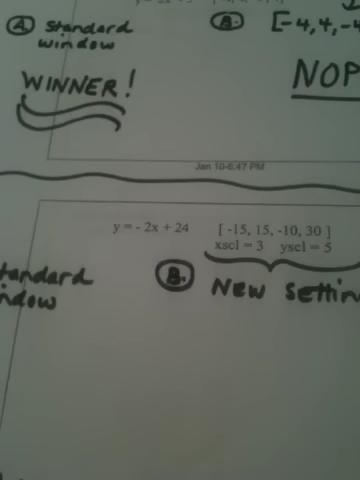 A. Standard window
B. [-4, 4, -4
WINNER!
NOP
Jan 10-6:47 PM
y = - 2x + 24 [ -15, 15, -10, 30 ]
xscl = 3 yscl = 5
tandard
ndow
B. New settin